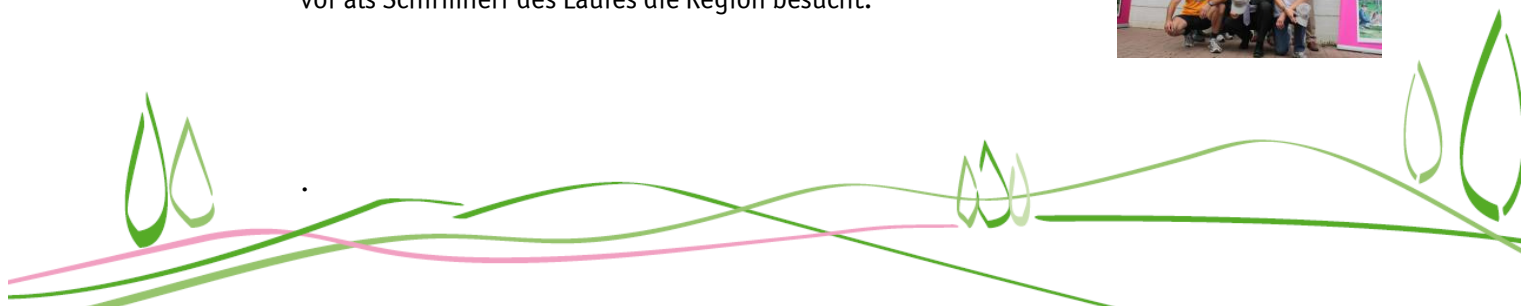 vor als Schirmherr des Laufes die Region besucht.
.